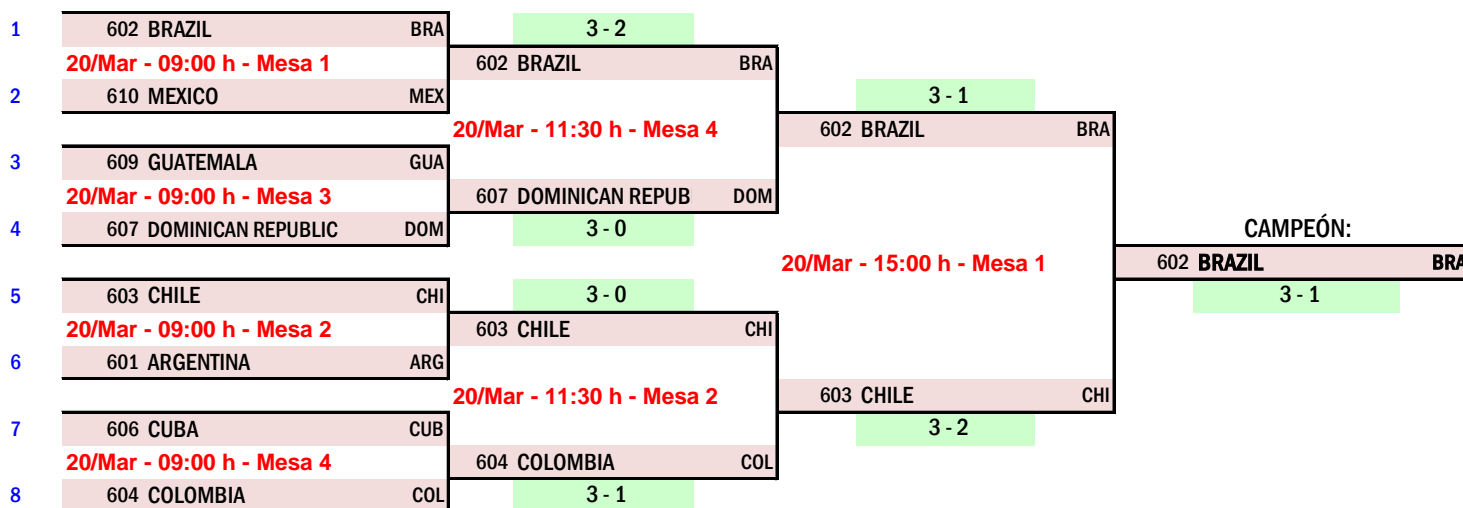 1 602 BRAZIL BRA 3 - 2
20/Mar - 09:00 h - Mesa 1 602 BRAZIL BRA
2 610 MEXICO MEX 3 - 1
20/Mar - 11:30 h - Mesa 4 602 BRAZIL BRA
3 609 GUATEMALA GUA
20/Mar - 09:00 h - Mesa 3 607 DOMINICAN REPUB DOM
4 607 DOMINICAN REPUBLIC DOM 3 - 0 CAMPEÓN:
20/Mar - 15:00 h - Mesa 1 602 BRAZIL BRA
5 603 CHILE CHI 3 - 0 3 - 1
20/Mar - 09:00 h - Mesa 2 603 CHILE CHI
6 601 ARGENTINA ARG
20/Mar - 11:30 h - Mesa 2 603 CHILE CHI
7 606 CUBA CUB 3 - 2
20/Mar - 09:00 h - Mesa 4 604 COLOMBIA COL
8 604 COLOMBIA COL 3 - 1